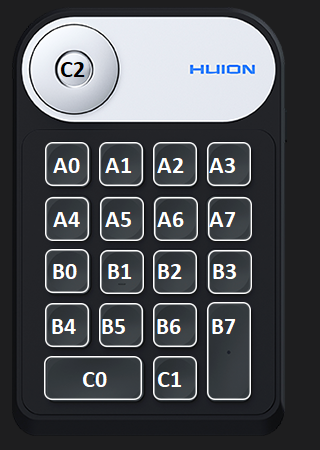 C2
HUION
A0 A1 A2 A3
A4 A5 A6 A7
B0 B1 B2 B3
B4 B5 B6 B7
C0 C1